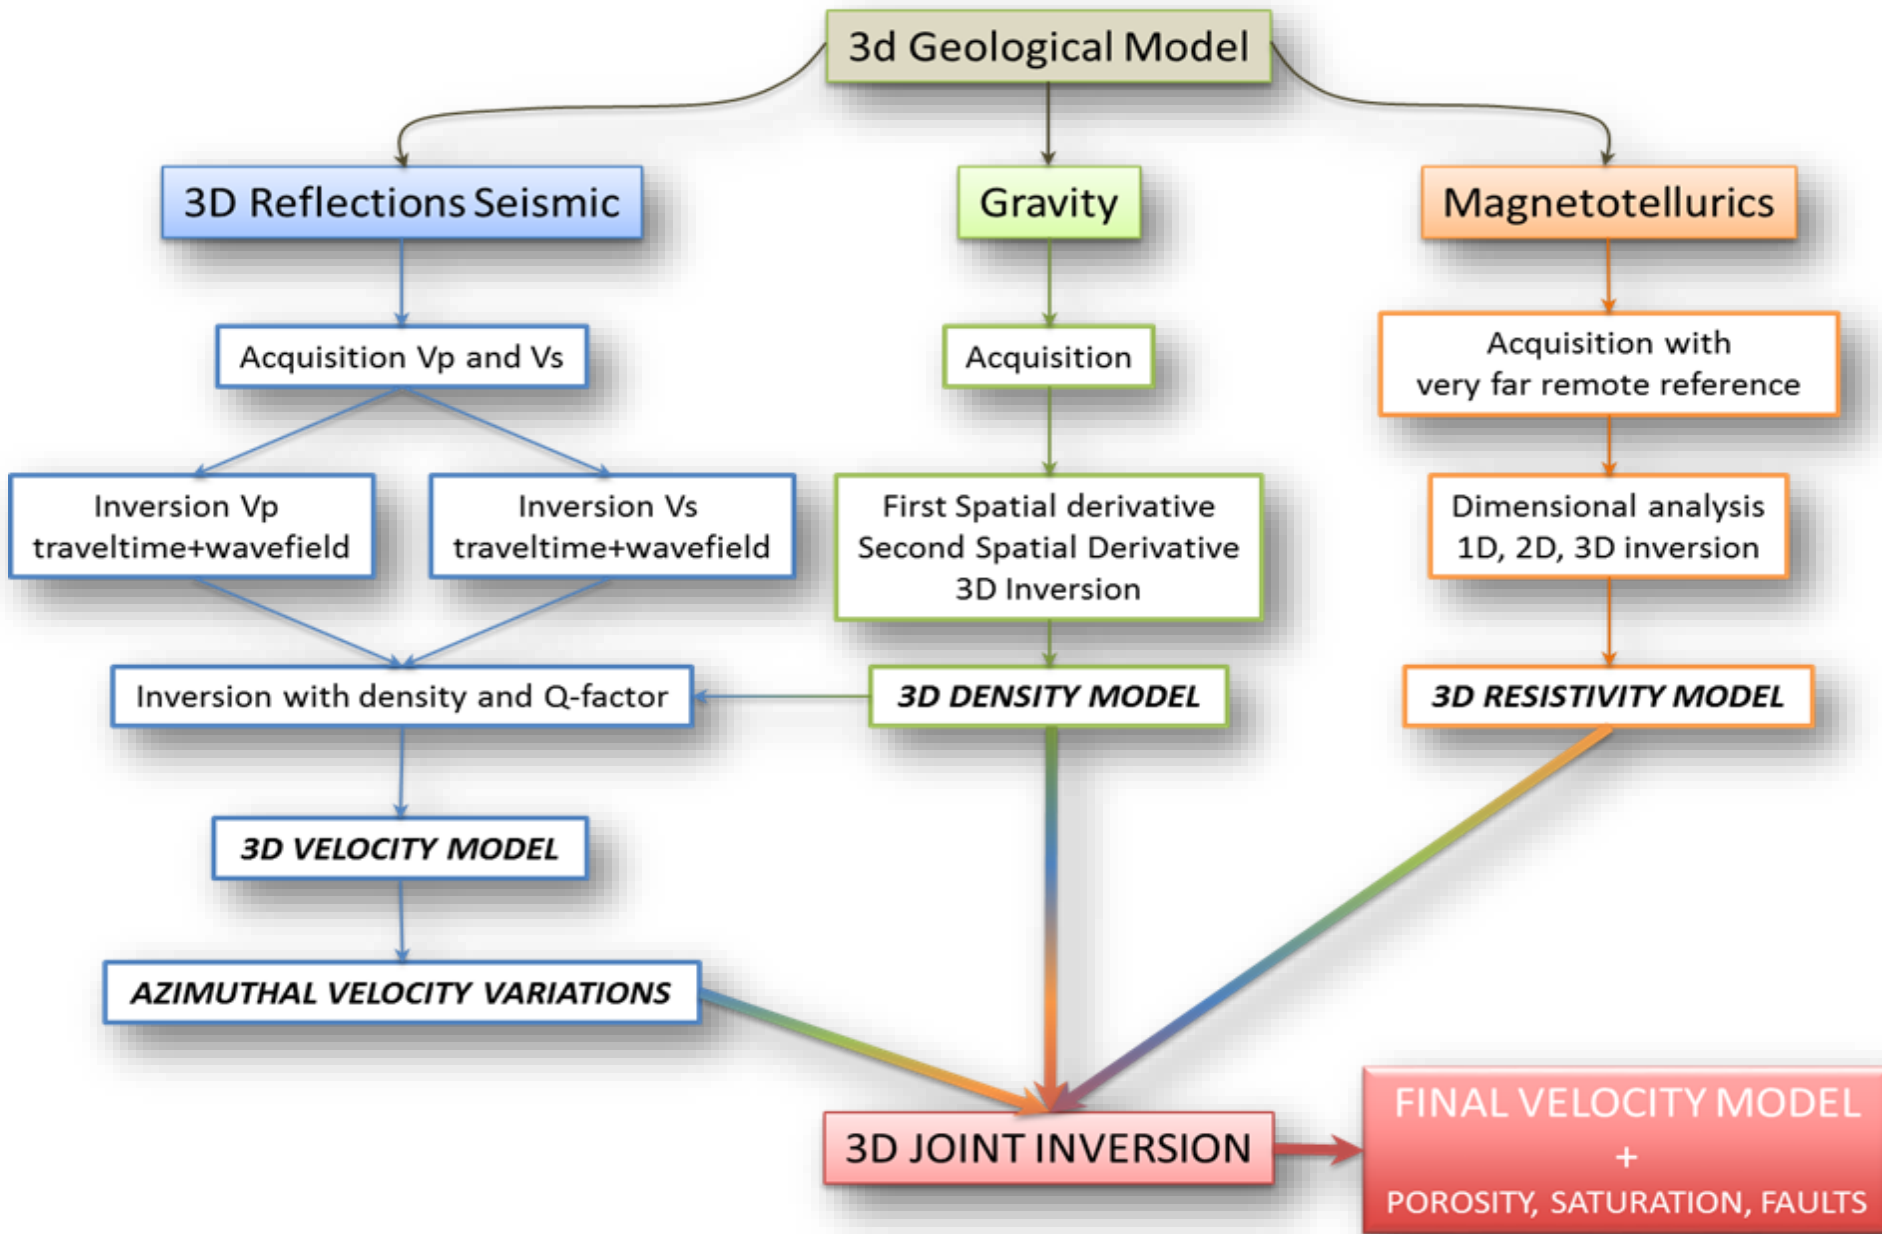 3d Geological Model
3D Reflections Seismic
Gravity
Magnetotellurics
Acquisition Vp and Vs
Acquisition
Acquisition with
very far remote reference
Inversion Vp
traveltime+wavefield
Inversion Vs
traveltime+wavefield
First Spatial derivative
Second Spatial Derivative
3D Inversion
Dimensional analysis
1D, 2D, 3D inversion
Inversion with density and Q-factor
3D DENSITY MODEL
3D RESISTIVITY MODEL
3D VELOCITY MODEL
AZIMUTHAL VELOCITY VARIATIONS
3D JOINT INVERSION
FINAL VELOCITY MODEL
+
POROSITY, SATURATION, FAULTS